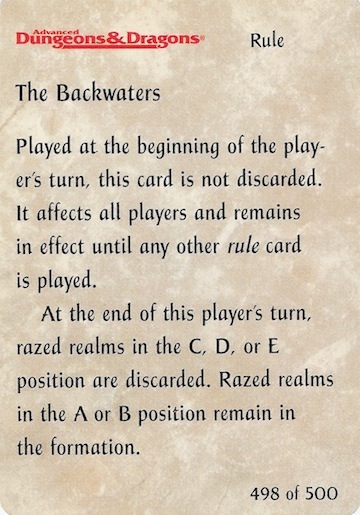 Advanced
Dungeons&Dragons®
Rule
The Backwaters
Played at the beginning of the play-
er's turn, this card is not discarded.
It affects all players and remains
in effect until any other rule card
is played.
At the end of this player's turn,
razed realms in the C, D, or E
position are discarded. Razed realms
in the A or B position remain in
the formation.
498 of 500